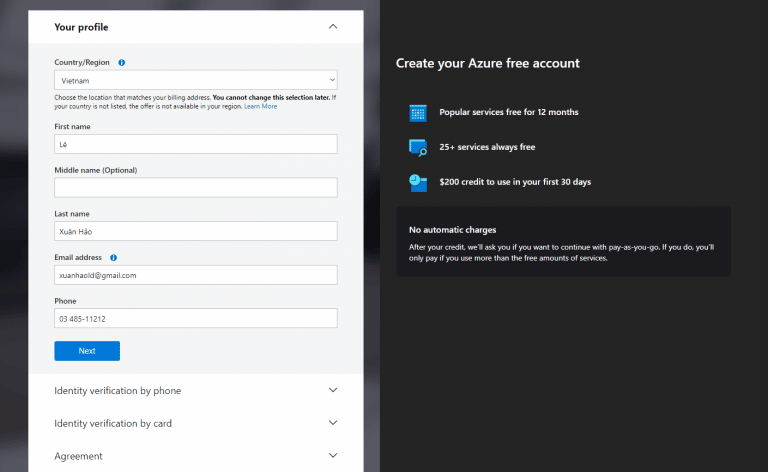 Your profile
Country/Region
Vietnam
Choose the location that matches your billing address. You cannot change this selection later. If
your country is not listed, the offer is not available in your region. Learn More
First name
Lê
Middle name (Optional)
Last name
Xuân Hảo
Email address
xuanhaold@gmail.com
Phone
03 485-11212
Next
Identity verification by phone
Identity verification by card
Agreement
Create your Azure free account
Popular services free for 12 months
25+ services always free
$200 credit to use in your first 30 days
No automatic charges
After your credit, we'll ask you if you want to continue with pay-as-you-go. If you do, you'll
only pay if you use more than the free amounts of services.